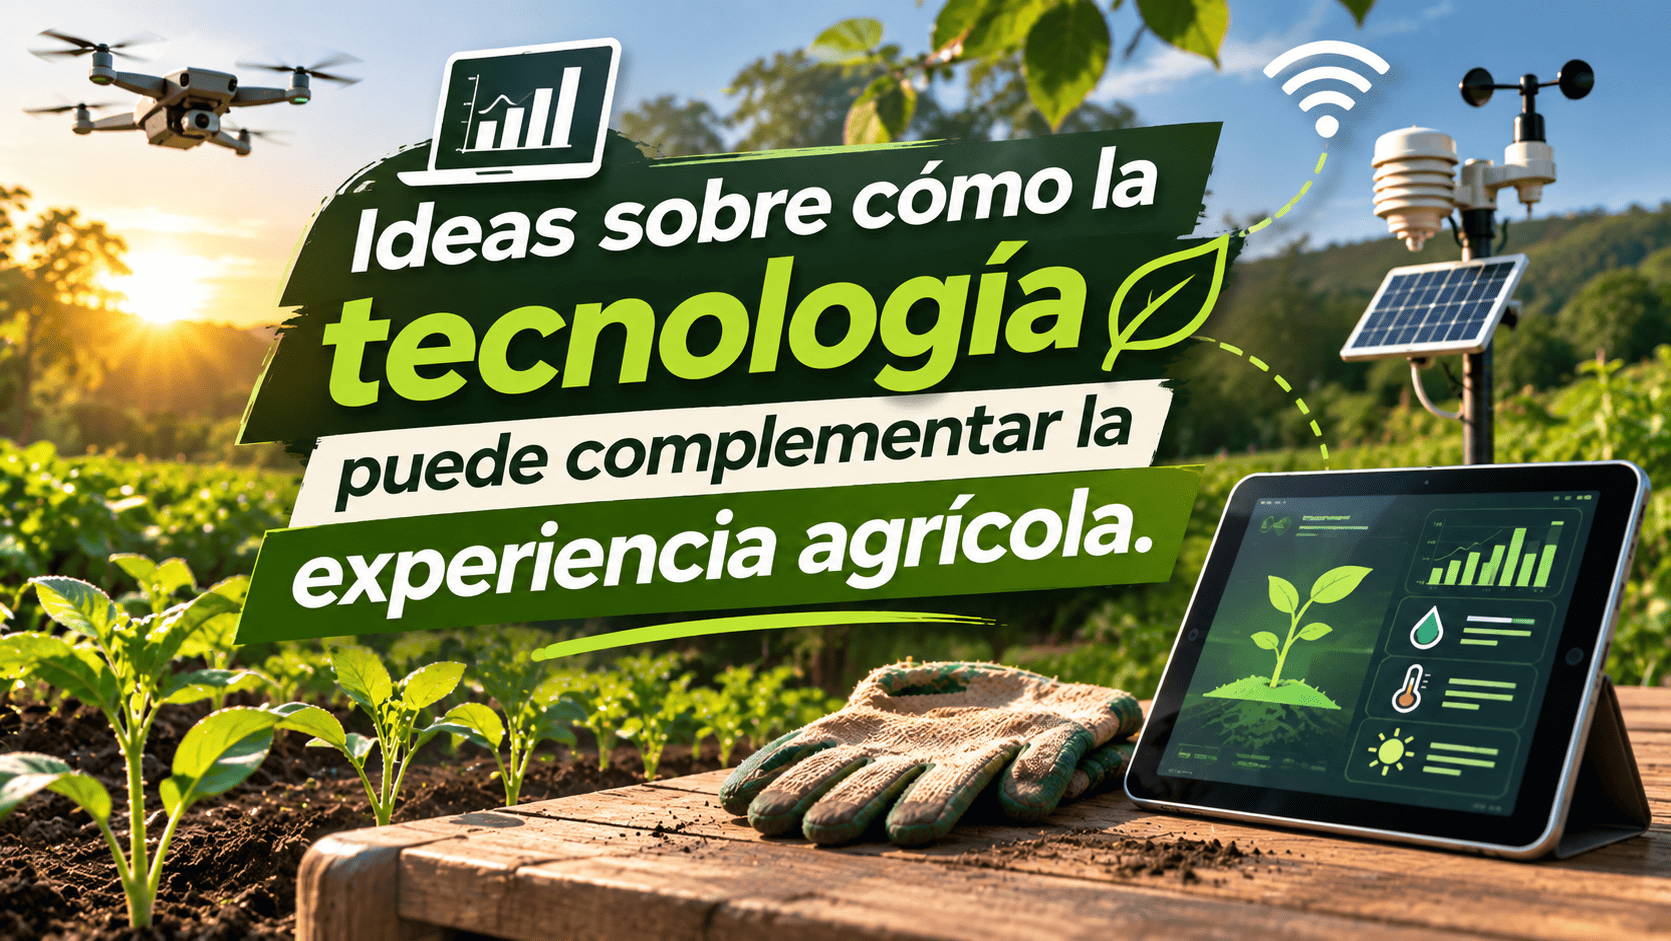 Ideas sobre cómo la
tecnología
puede complementar la
experiencia agrícola.